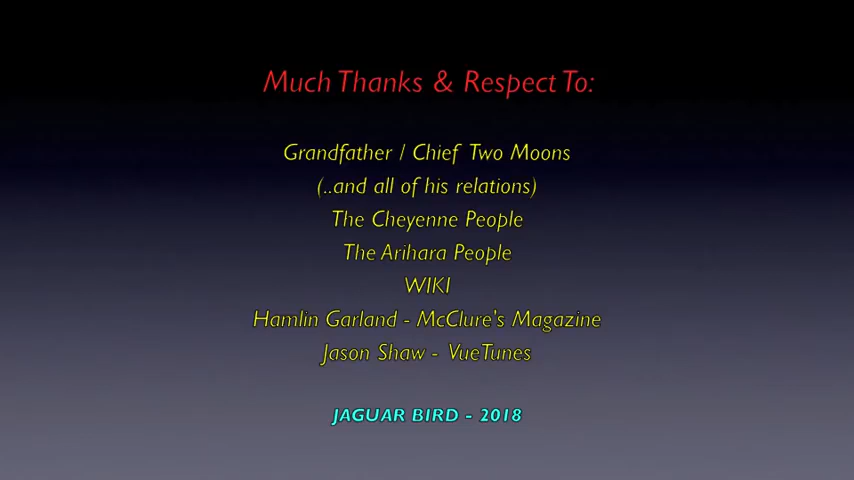 Much Thanks & Respect To:
Grandfather / Chief Two Moons
(..and all of his relations)
The Cheyenne People
The Arihara People
WIKI
Hamlin Garland - McClure's Magazine
Jason Shaw - VueTunes
JAGUAR BIRD - 2018